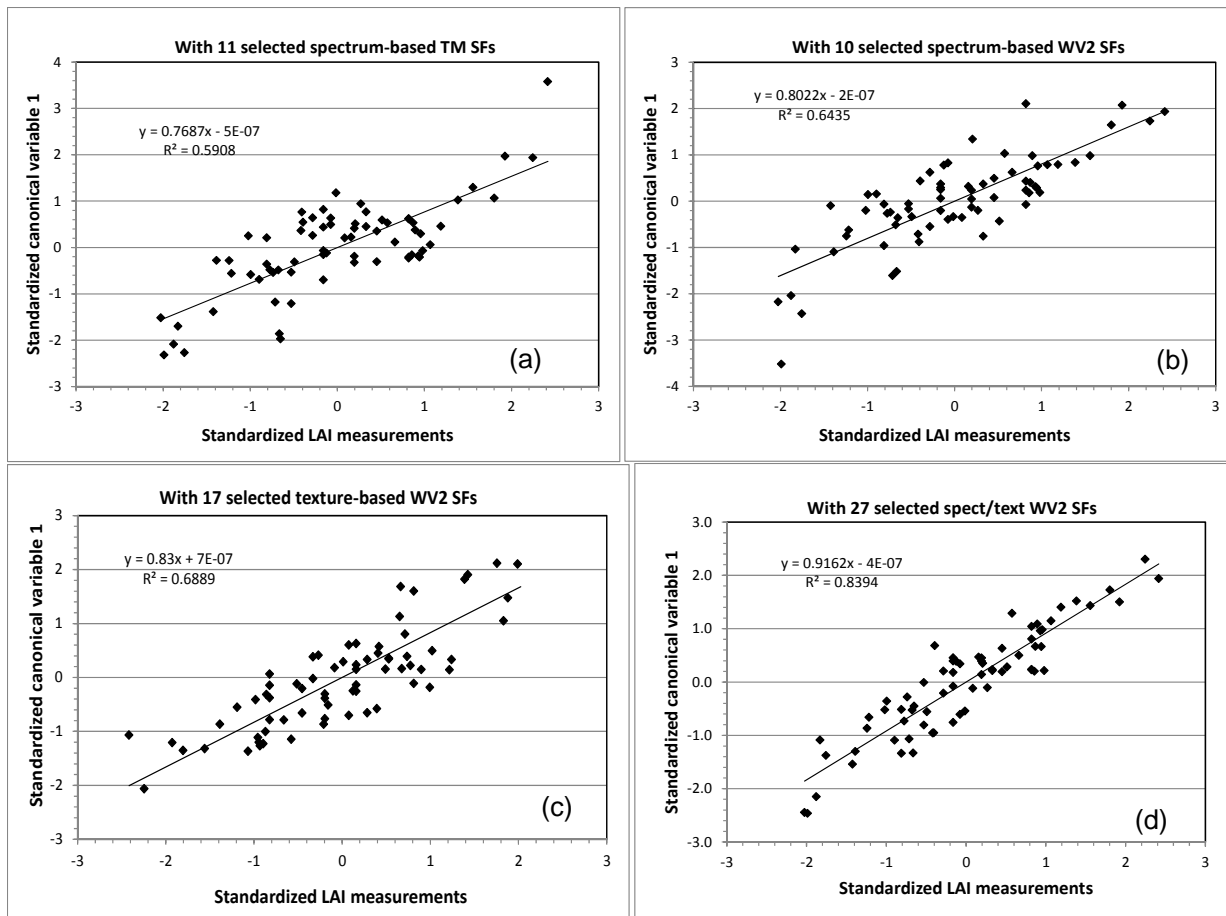 With 11 selected spectrum-based TM SFs
4
3
2
1
0
-1
-2
-3
-3 -2 -1 0 1 2 3
Standardized canonical variable 1
Standardized LAI measurements
y = 0.7687x - 5E-07
R² = 0.5908
(a)
With 10 selected spectrum-based WV2 SFs
3
2
1
0
-1
-2
-3
-4
-3 -2 -1 0 1 2 3
Standardized canonical variable 1
Standardized LAI measurements
y = 0.8022x - 2E-07
R² = 0.6435
(b)
With 17 selected texture-based WV2 SFs
3
2
1
0
-1
-2
-3
-3 -2 -1 0 1 2 3
Standardized canonical variable 1
Standardized LAI measurements
y = 0.83x + 7E-07
R² = 0.6889
(c)
With 27 selected spect/text WV2 SFs
3.0
2.0
1.0
0.0
-1.0
-2.0
-3.0
-3 -2 -1 0 1 2 3
Standardized canonical variable 1
Standardized LAI measurements
y = 0.9162x - 4E-07
R² = 0.8394
(d)